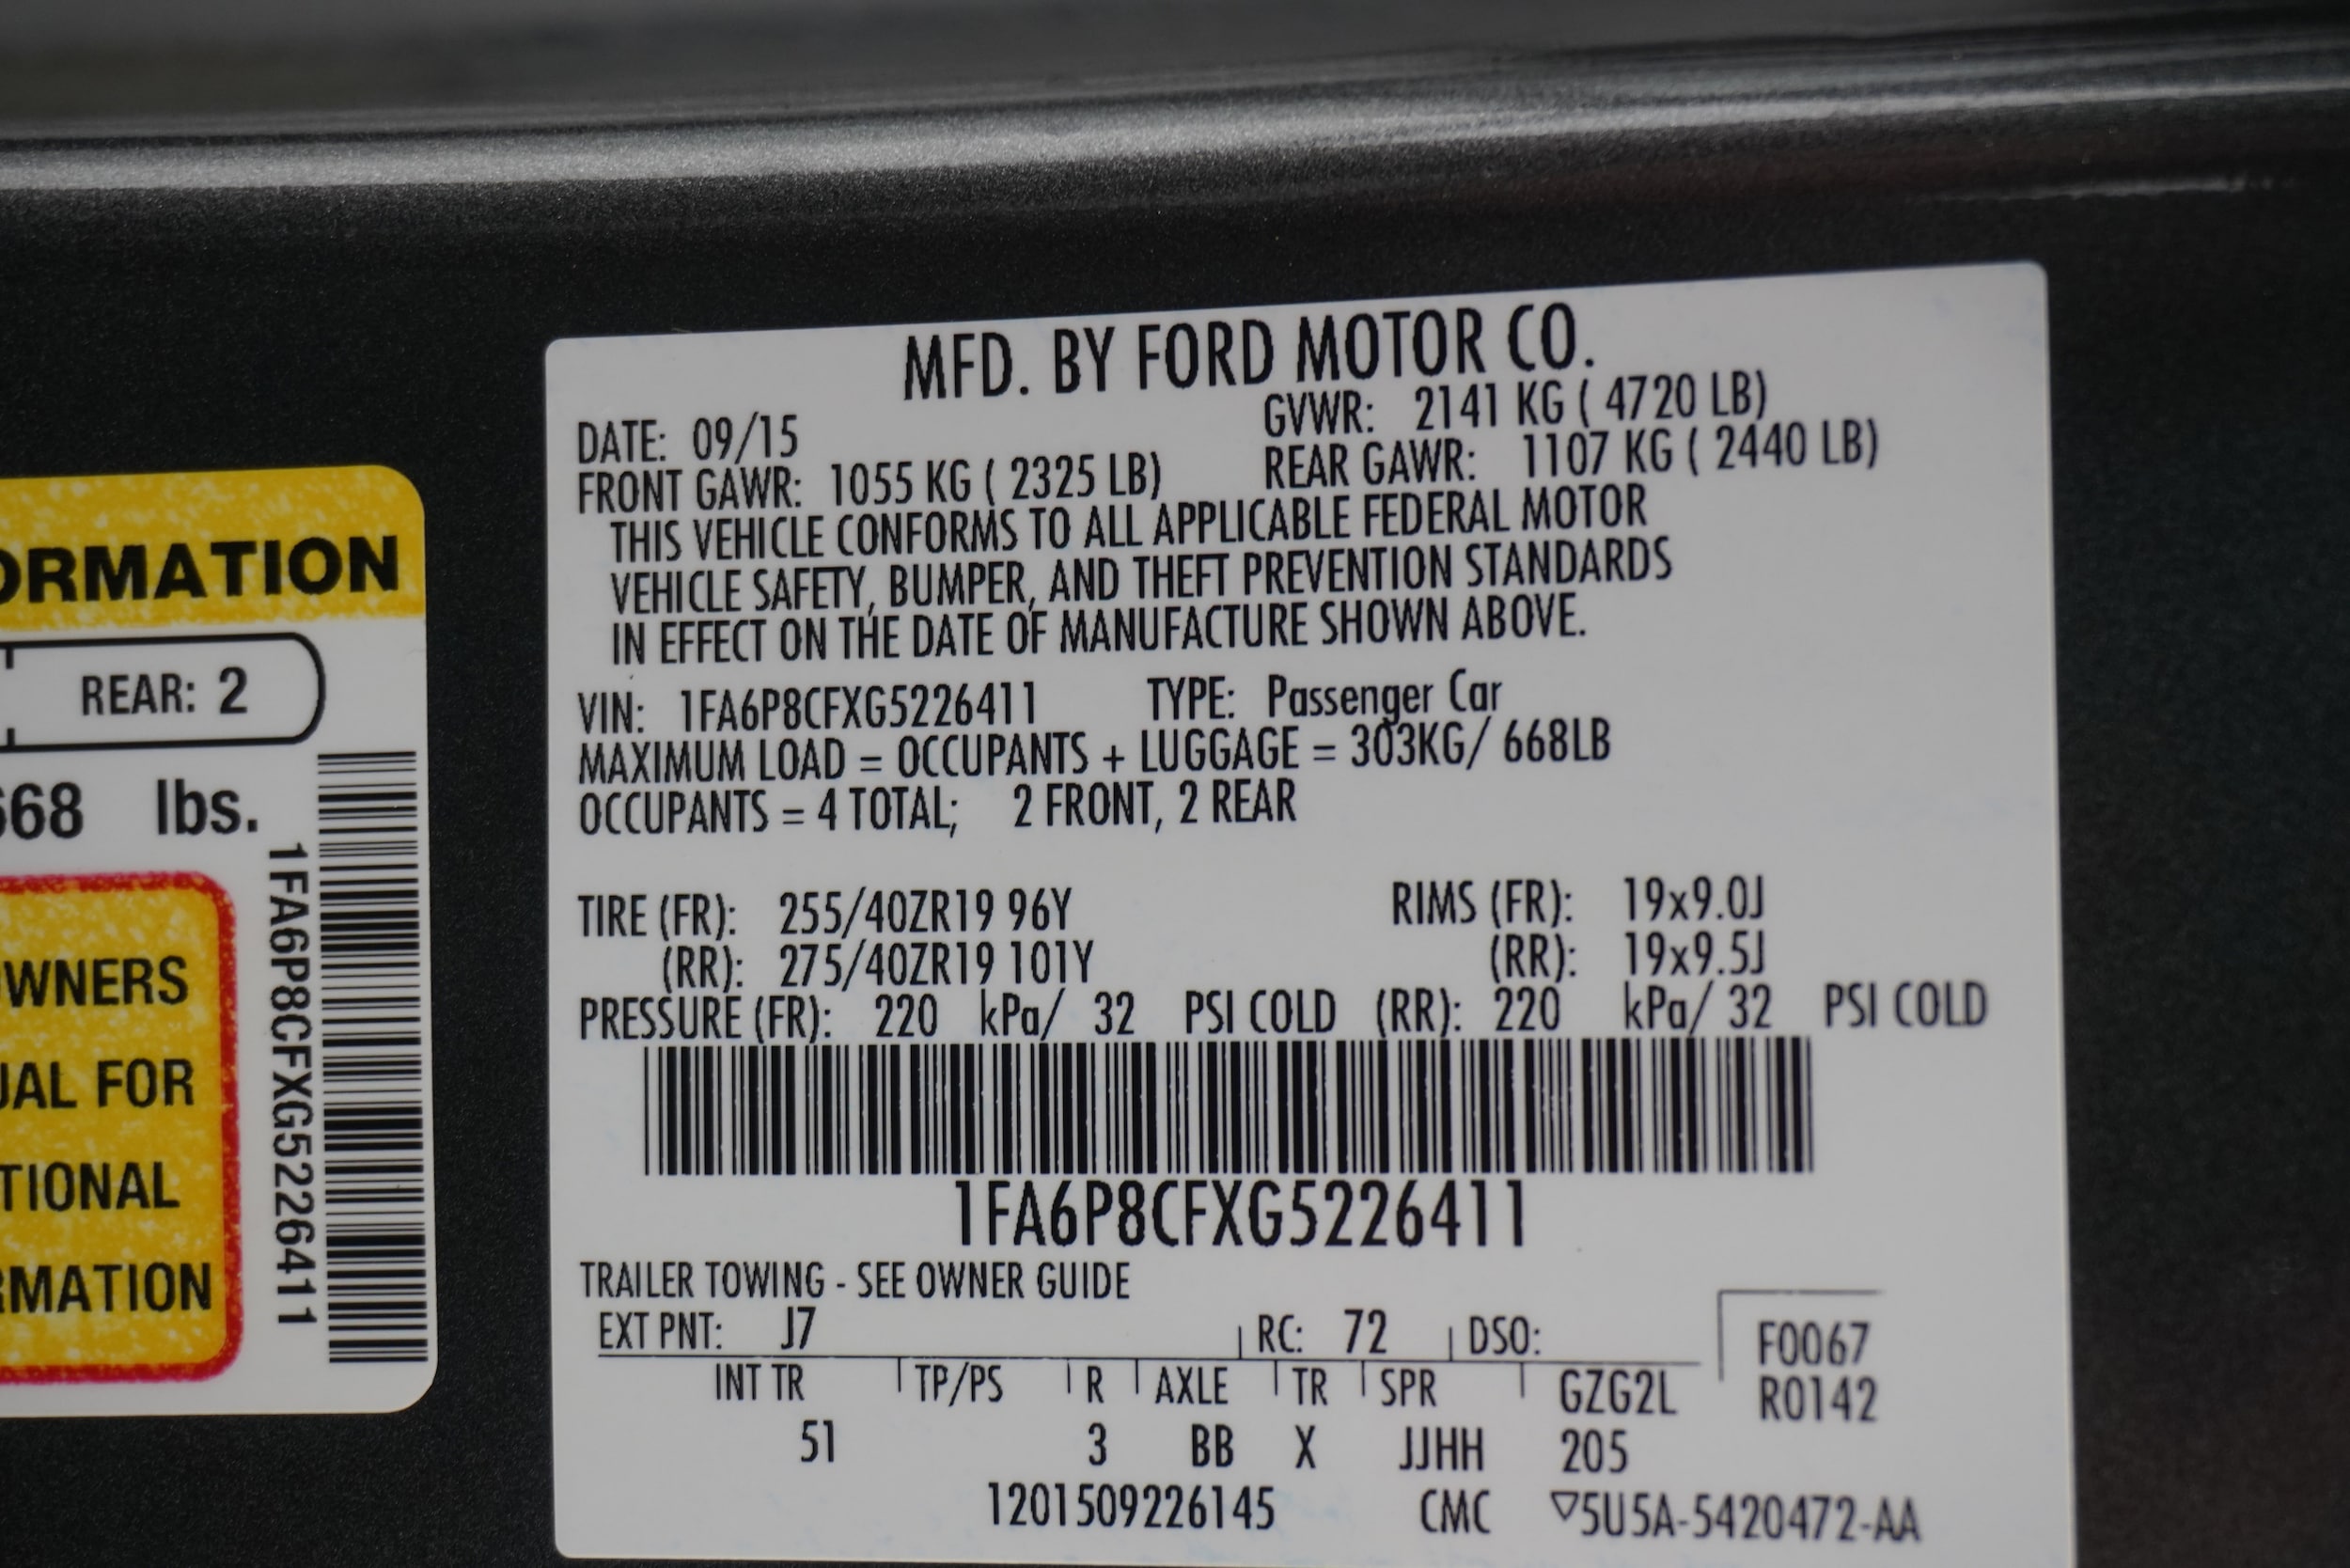 ORMATION
REAR: 2
668 lbs.
1FA6P8CFXG5226411
OWNERS
UAL FOR
TIONAL
RMATION
MFD. BY FORD MOTOR CO.
DATE: 09/15 GVWR: 2141 KG ( 4720 LB)
FRONT GAWR: 1055 KG ( 2325 LB) REAR GAWR: 1107 KG ( 2440 LB)
THIS VEHICLE CONFORMS TO ALL APPLICABLE FEDERAL MOTOR
VEHICLE SAFETY, BUMPER, AND THEFT PREVENTION STANDARDS
IN EFFECT ON THE DATE OF MANUFACTURE SHOWN ABOVE.
VIN: 1FA6P8CFXG5226411 TYPE: Passenger Car
MAXIMUM LOAD = OCCUPANTS + LUGGAGE = 303KG/ 668LB
OCCUPANTS = 4 TOTAL; 2 FRONT, 2 REAR
TIRE (FR): 255/40ZR19 96Y RIMS (FR): 19x9.0J
(RR): 275/40ZR19 101Y (RR): 19x9.5J
PRESSURE (FR): 220 kPa/ 32 PSI COLD (RR): 220 kPa/ 32 PSI COLD
1FA6P8CFXG5226411
TRAILER TOWING - SEE OWNER GUIDE
EXT PNT: J7 RC: 72 DSO: F0067
INT TR TP/PS R AXLE TR SPR GZG2L R0142
51 3 BB X JJHH 205
1201509226145 CMC ▽5U5A-5420472-AA